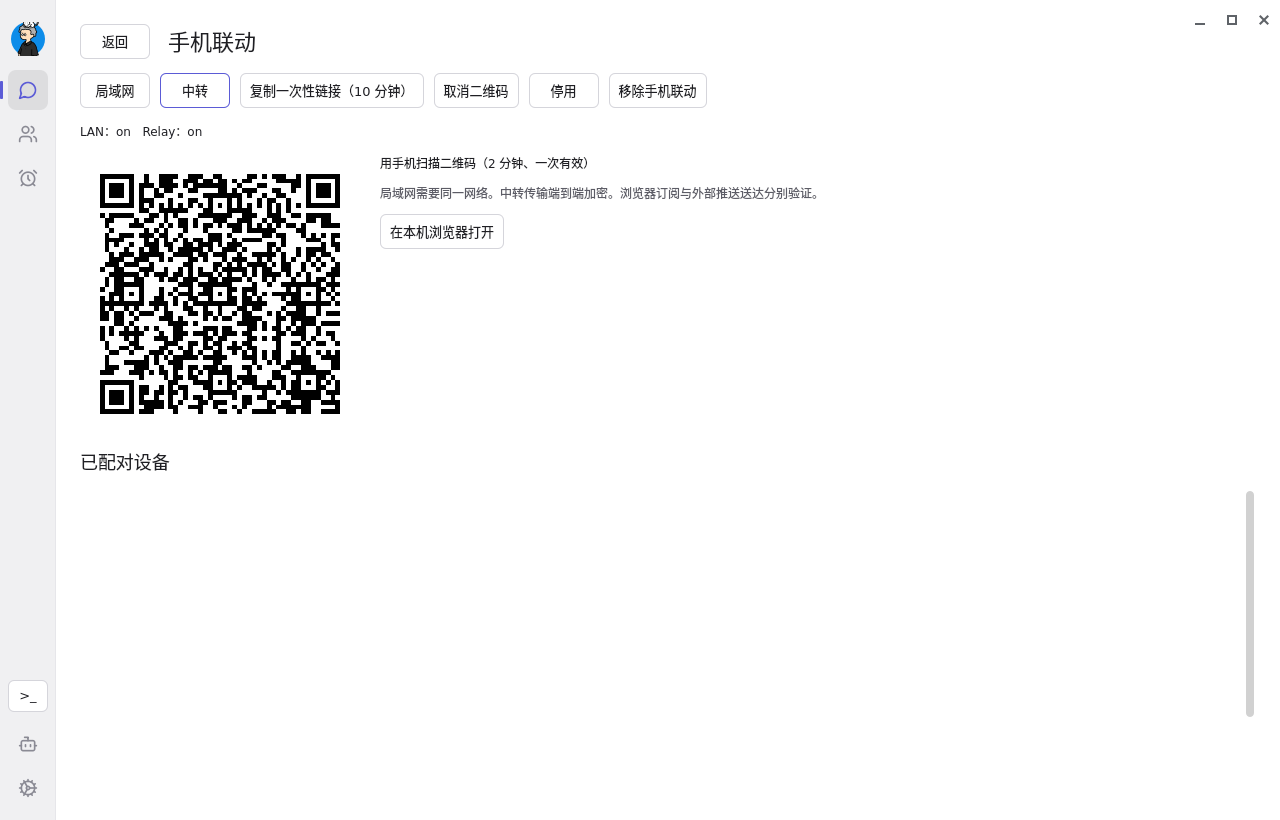 返回
手机联动
局域网
中转
复制一次性链接（10 分钟）
取消二维码
停用
移除手机联动
LAN：on Relay：on
用手机扫描二维码（2 分钟、一次有效）
局域网需要同一网络。中转传输端到端加密。浏览器订阅与外部推送送达分别验证。
在本机浏览器打开
已配对设备
>_